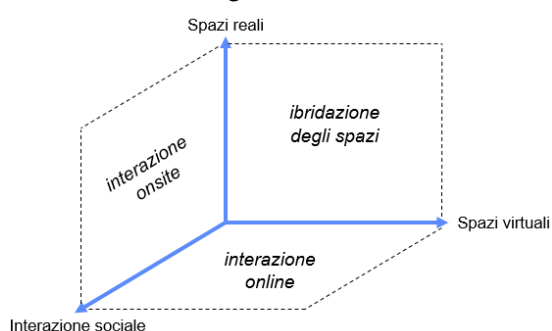 Spazi reali
ibridazione
degli spazi
interazione
onsite
Spazi virtuali
interazione
online
Interazione sociale